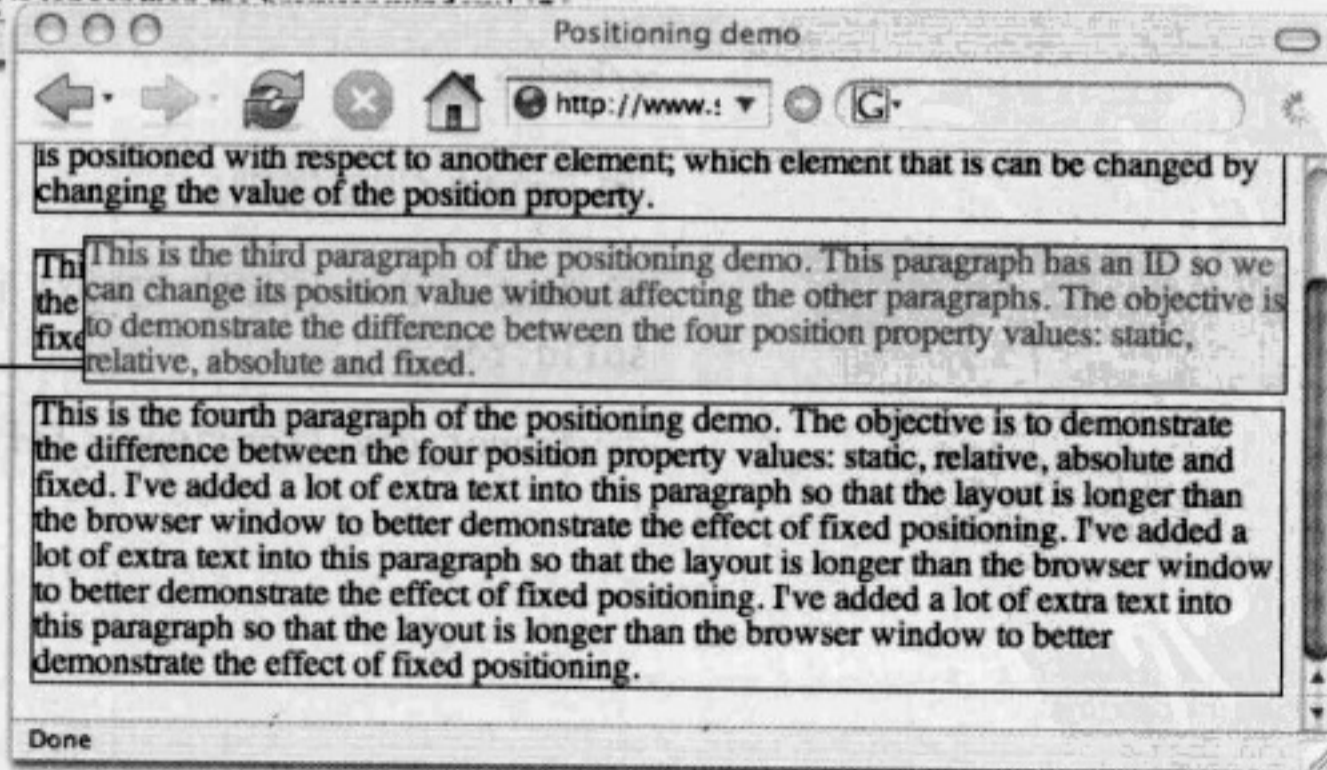 Positioning demo
http://www.s
G
is positioned with respect to another element; which element that is can be changed by
changing the value of the position property.
Thi
the
fixe
This is the third paragraph of the positioning demo. This paragraph has an ID so we
can change its position value without affecting the other paragraphs. The objective is
to demonstrate the difference between the four position property values: static,
relative, absolute and fixed.
This is the fourth paragraph of the positioning demo. The objective is to demonstrate
the difference between the four position property values: static, relative, absolute and
fixed. I've added a lot of extra text into this paragraph so that the layout is longer than
the browser window to better demonstrate the effect of fixed positioning. I've added a
lot of extra text into this paragraph so that the layout is longer than the browser window
to better demonstrate the effect of fixed positioning. I've added a lot of extra text into
this paragraph so that the layout is longer than the browser window to better
demonstrate the effect of fixed positioning.
Done